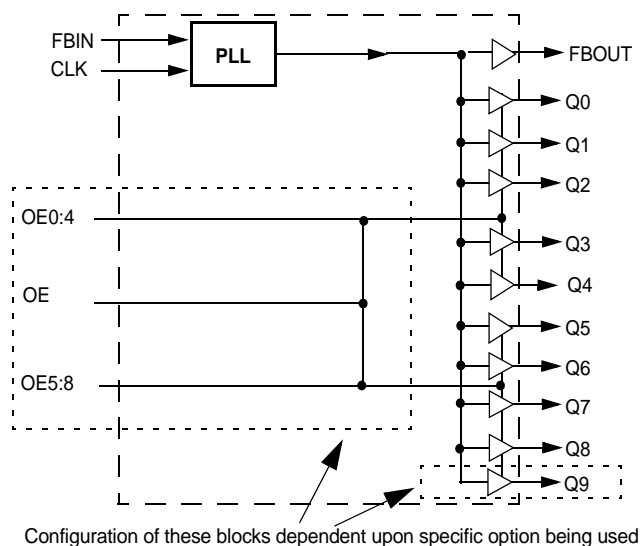 FBIN
CLK
PLL
FBOUT
Q0
Q1
Q2
OE0:4
Q3
OE
Q4
Q5
Q6
OE5:8
Q7
Q8
Q9
Configuration of these blocks dependent upon specific option being used